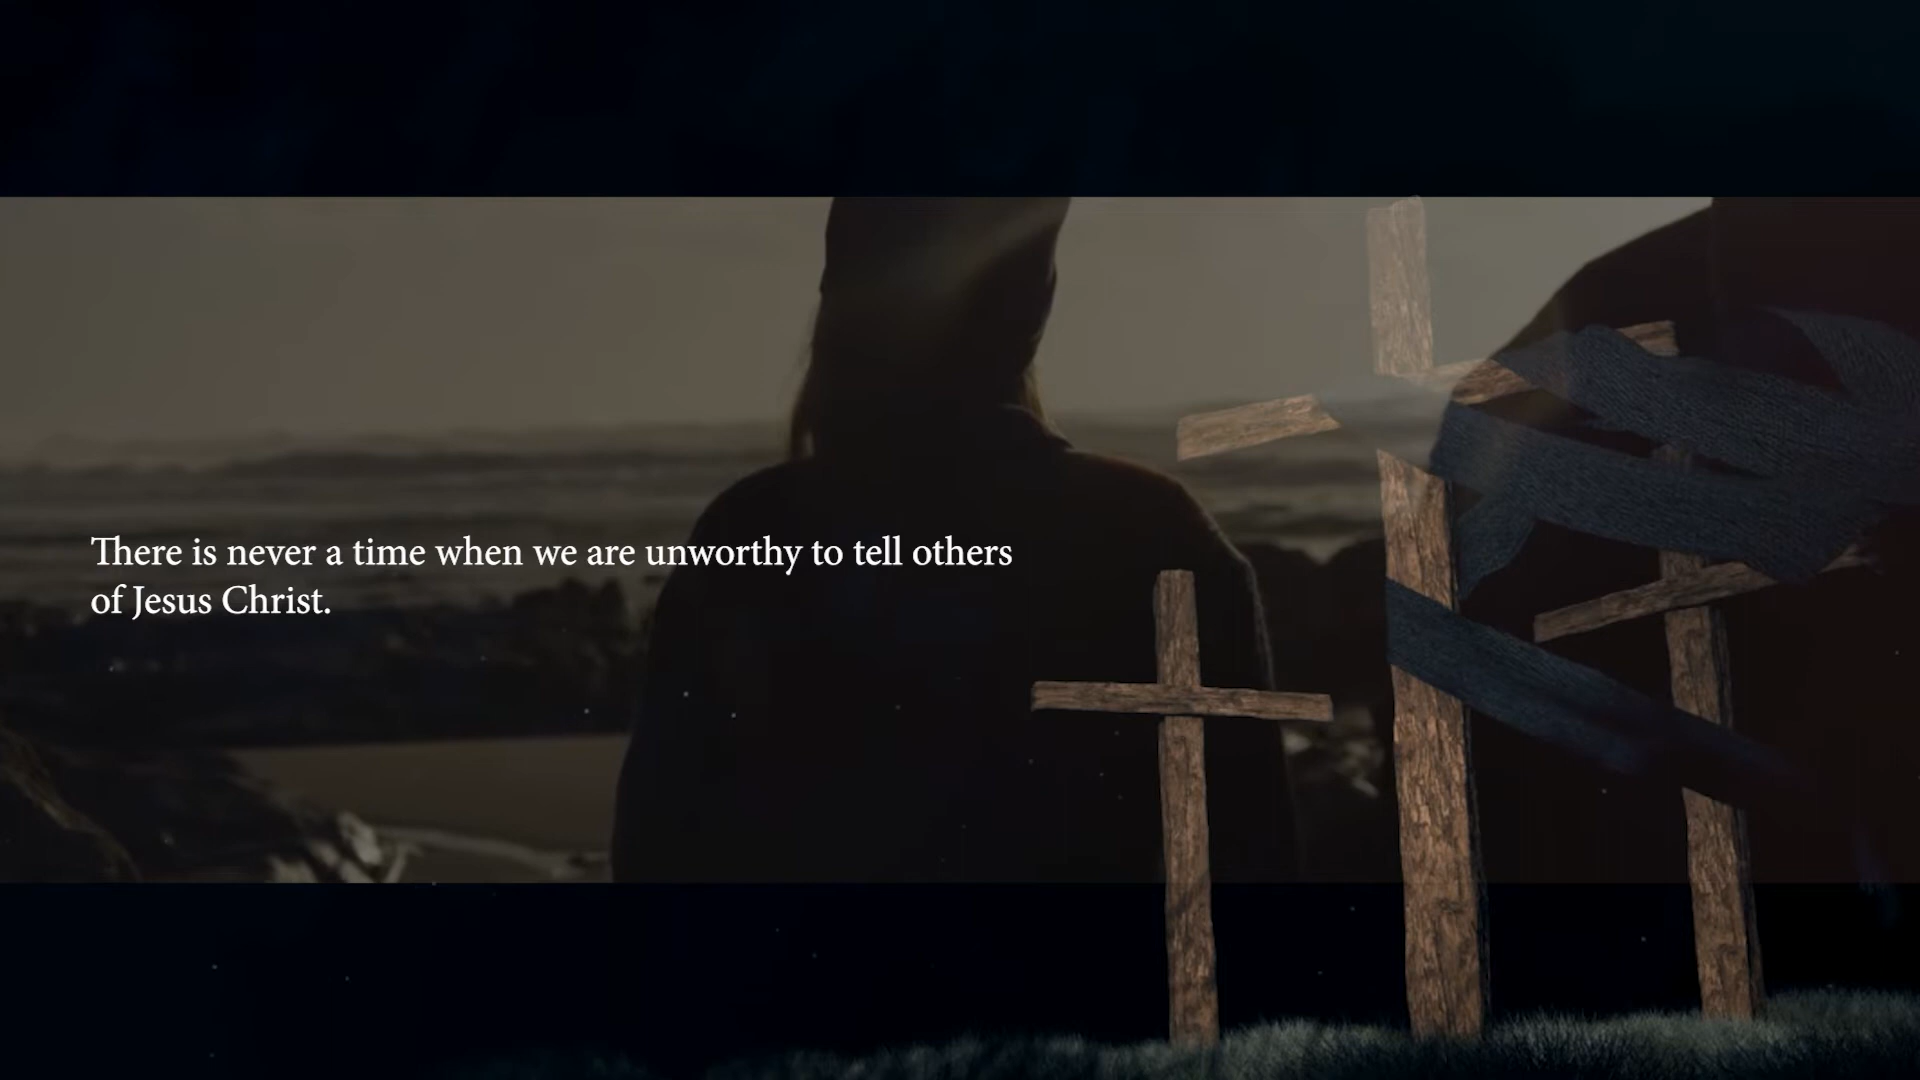 There is never a time when we are unworthy to tell others
of Jesus Christ.